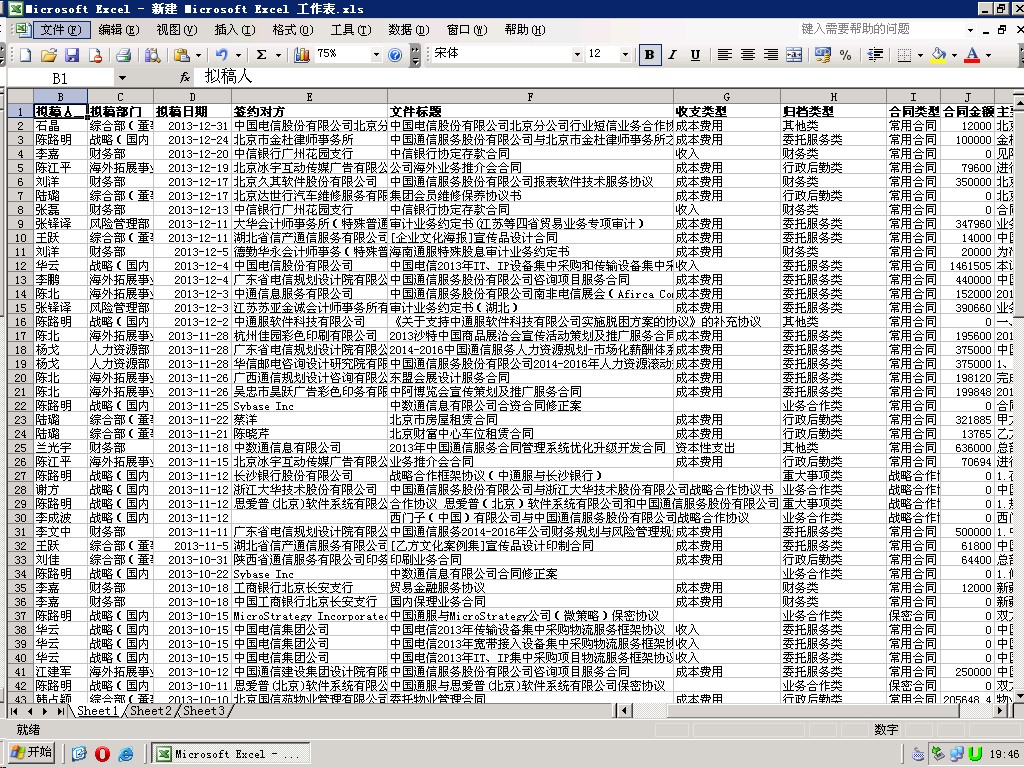 Microsoft Excel - 新建 Microsoft Excel 工作表.xls
文件(F) 编辑(E) 视图(V) 插入(I) 格式(O) 工具(T) 数据(D) 窗口(W) 帮助(H) 键入需要帮助的问题
75% 宋体 12 B I U
B1 fx 拟稿人
B C D E F G H I J
1 拟稿人 拟稿部门 拟稿日期 签约对方 文件标题 收支类型 归档类型 合同类型 合同金额
2 石晶 综合部(董 2013-12-31 中国电信股份有限公司北京分 中国电信股份有限公司北京分公司行业短信业务合作协 成本费用 其他类 常用合同 12000
3 陈路明 战略(国内 2013-12-24 北京市金杜律师事务所 中国通信服务股份有限公司与北京市金杜律师事务所之 成本费用 委托服务类 常用合同 100000
4 李嘉 财务部 2013-12-20 中信银行广州花园支行 中信银行协定存款合同 收入 财务类 常用合同 0
5 陈江平 海外拓展事 2013-12-19 北京冰宇互动传媒广告有限公 公司海外业务推介会合同 成本费用 行政后勤类 常用合同 79600
6 刘洋 财务部 2013-12-17 北京久其软件股份有限公司 中国通信服务股份有限公司报表软件技术服务协议 成本费用 财务类 常用合同 350000
7 陆璐 综合部(董 2013-12-17 北京达世行汽车维修服务有限 集团会员维修保养协议书 成本费用 行政后勤类 常用合同 0
8 张磊 财务部 2013-12-13 中信银行广州花园支行 中信银行协定存款合同 收入 财务类 常用合同 0
9 张铎译 风险管理部 2013-12-11 大华会计师事务所(特殊普通 审计业务约定书(江苏等四省贸易业务专项审计) 成本费用 委托服务类 常用合同 347960
10 王跃 综合部(董 2013-12-11 湖北省信产通信服务有限公司 [企业文化海报]宣传品设计合同 成本费用 委托服务类 常用合同 14000
11 刘洋 财务部 2013-12-5 德勤华永会计师事务(特殊普 海南通服特殊股息审计业务约定书 成本费用 财务类 常用合同 20000
12 华云 战略(国内 2013-12-4 中国电信股份有限公司 中国电信2013年IT、IP设备集中采购和传输设备集中采 收入 委托服务类 常用合同 1461505
13 李鹏 海外拓展事 2013-12-4 广东省电信规划设计院有限公 中国通信服务股份有限公司咨询项目服务合同 成本费用 委托服务类 常用合同 440000
14 陈北 海外拓展事 2013-12-3 中通信息服务有限公司 中国通信服务股份有限公司南非电信展会(Afirca Co 成本费用 委托服务类 常用合同 152000
15 张铎译 风险管理部 2013-12-3 江苏苏亚金诚会计师事务所有 审计业务约定书(湖北) 成本费用 委托服务类 常用合同 390660
16 陈路明 战略(国内 2013-12-2 中通服软件科技有限公司 《关于支持中通服软件科技有限公司实施脱困方案的协议》的补充协议 其他类 常用合同 0
17 陈北 海外拓展事 2013-11-28 杭州佳园彩色印刷有限公司 2013沙特中国商品展洽会宣传活动策划及推广服务合同 成本费用 委托服务类 常用合同 195600
18 杨戈 人力资源部 2013-11-28 广东省电信规划设计院有限公 2014-2016中国通信服务人力资源规划-市场化薪酬体系 成本费用 委托服务类 常用合同 375000
19 杨戈 人力资源部 2013-11-28 华信邮电咨询设计研究院有限 中国通信服务股份有限公司2014-2016年人力资源滚动 成本费用 委托服务类 常用合同 375000
20 陈北 海外拓展事 2013-11-26 广西通信规划设计咨询有限公 东盟会展设计服务合同 成本费用 委托服务类 常用合同 198120
21 陈北 海外拓展事 2013-11-26 吴忠市昊跃广告彩色印务有限 中阿博览会宣传策划及推广服务合同 成本费用 委托服务类 常用合同 199848
22 陈路明 战略(国内 2013-11-25 Sybase Inc 中数通信息有限公司合资合同修正案 业务合作类 常用合同 0
23 陆璐 综合部(董 2013-11-22 蔡洋 北京市房屋租赁合同 成本费用 行政后勤类 常用合同 321885
24 陆璐 综合部(董 2013-11-21 陈晓芹 北京财富中心车位租赁合同 成本费用 行政后勤类 常用合同 13765
25 兰光宇 财务部 2013-11-18 中数通信息有限公司 2013年中国通信服务合同管理系统优化升级开发合同 资本性支出 其他类 常用合同 636000
26 陈江平 海外拓展事 2013-11-15 北京冰宇互动传媒广告有限公 业务推介会合同 成本费用 行政后勤类 常用合同 70694
27 陈路明 战略(国内 2013-11-12 长沙银行股份有限公司 战略合作框架协议(中通服与长沙银行) 重大事项类 战略合作 0
28 谢方 战略(国内 2013-11-12 浙江大华技术股份有限公司 中国通信服务股份有限公司与浙江大华技术股份有限公司战略合作协议书 业务合作类 战略合作 0
29 陈路明 战略(国内 2013-11-12 思爱普(北京)软件系统有限公 合作协议 思爱普(北京)软件系统有限公司和中国通信服务股份有限公司 重大事项类 战略合作 0
30 李成波 战略(国内 2013-11-12 西门子(中国)有限公司与中国通信服务股份有限公司战略合作协议 业务合作类 战略合作 0
31 李文中 财务部 2013-11-11 广东省电信规划设计院有限公 中国通信服务2014-2016年公司财务规划与风险管理规 成本费用 委托服务类 常用合同 500000
32 王跃 综合部(董 2013-11-5 湖北省信产通信服务有限公司 [乙方文化案例集]宣传品设计印制合同 成本费用 委托服务类 常用合同 61800
33 刘佳 综合部(董 2013-10-31 陕西省通信服务有限公司印务 印刷业务合同 成本费用 委托服务类 常用合同 64400
34 陈路明 战略(国内 2013-10-22 Sybase Inc 中数通信息有限公司合同修正案 业务合作类 常用合同 0
35 李嘉 财务部 2013-10-18 工商银行北京长安支行 贸易金融服务协议 成本费用 财务类 常用合同 12000
36 李嘉 财务部 2013-10-18 中国工商银行北京长安支行 国内保理业务合同 成本费用 财务类 常用合同 0
37 陈路明 战略(国内 2013-10-15 MicroStrategy Incorporated 中国通服与MicroStrategy公司(微策略)保密协议 业务合作类 保密合同 0
38 华云 战略(国内 2013-10-15 中国电信集团公司 中国电信2013年传输设备集中采购物流服务框架协议 收入 委托服务类 常用合同 0
39 华云 战略(国内 2013-10-15 中国电信集团公司 中国电信2013年宽带接入设备集中采购物流服务框架协 收入 委托服务类 常用合同 0
40 华云 战略(国内 2013-10-15 中国电信集团公司 中国电信2013年IT、IP集中采购项目物流服务框架协议 收入 委托服务类 常用合同 0
41 江建军 海外拓展事 2013-10-12 中国通信建设集团设计院有限 中国通信服务股份有限公司咨询项目服务合同 成本费用 委托服务类 常用合同 250000
42 陈路明 战略(国内 2013-10-11 思爱普(北京)软件系统有限公 中国通服与思爱普(北京)软件系统有限公司保密协议 业务合作类 保密合同 0
43 韩占颖 综合部(董 2013-10-11 北京国信苑物业管理有限公司 委托物业管理合同 成本费用 行政后勤类 常用合同 205648.4
Sheet1 Sheet2 Sheet3
就绪 数字
开始 Microsoft Excel - ... 19:46